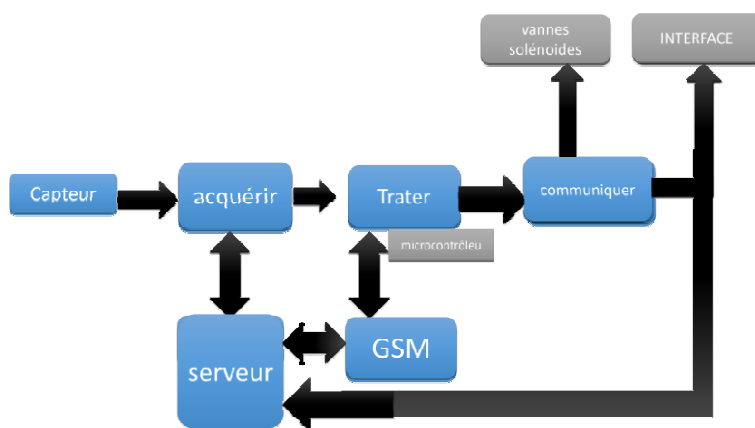 vannes
solénoides
INTERFACE
Capteur
acquérir
Trater
communiquer
microcontrôleu
serveur
GSM